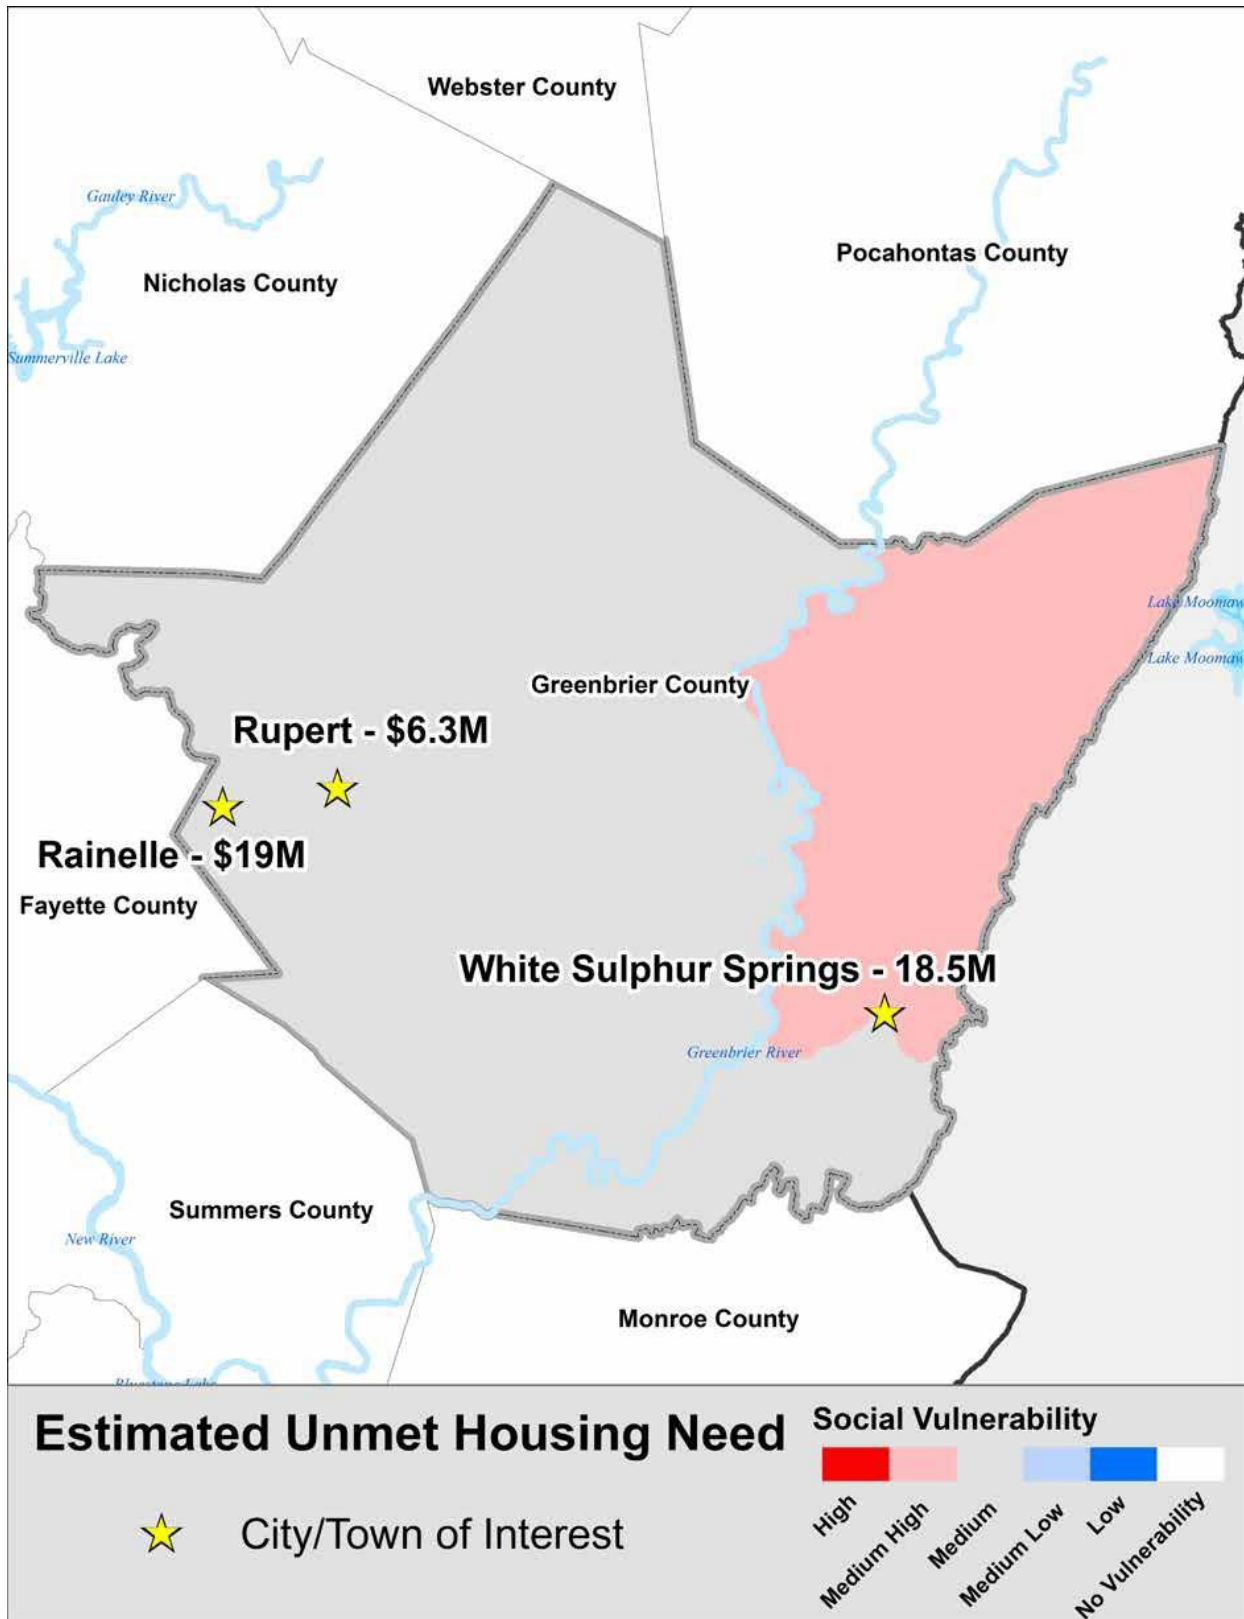 Webster County
Gauley River
Pocahontas County
Nicholas County
Summerville Lake
Lake Moomaw
Lake Moomaw
Greenbrier County
Rupert - $6.3M
Rainelle - $19M
Fayette County
White Sulphur Springs - 18.5M
Greenbrier River
Summers County
New River
Monroe County
Bluestone Lake
Estimated Unmet Housing Need
City/Town of Interest
Social Vulnerability
High
Medium High
Medium
Medium Low
Low
No Vulnerability